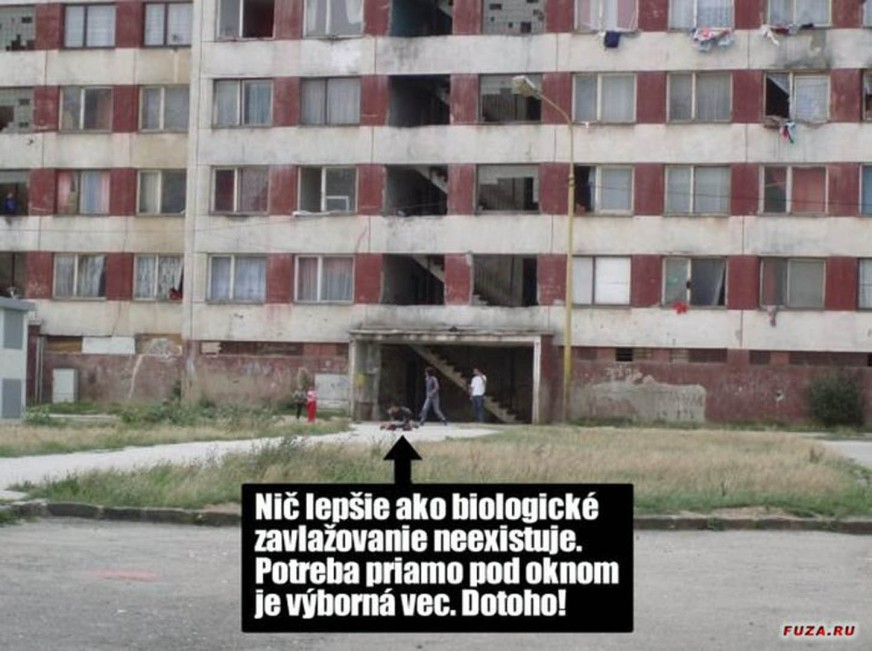 Nič lepšie ako biologické
zavlažovanie neexistuje.
Potreba priamo pod oknom
je výborná vec. Dotoho!
FUZA.RU